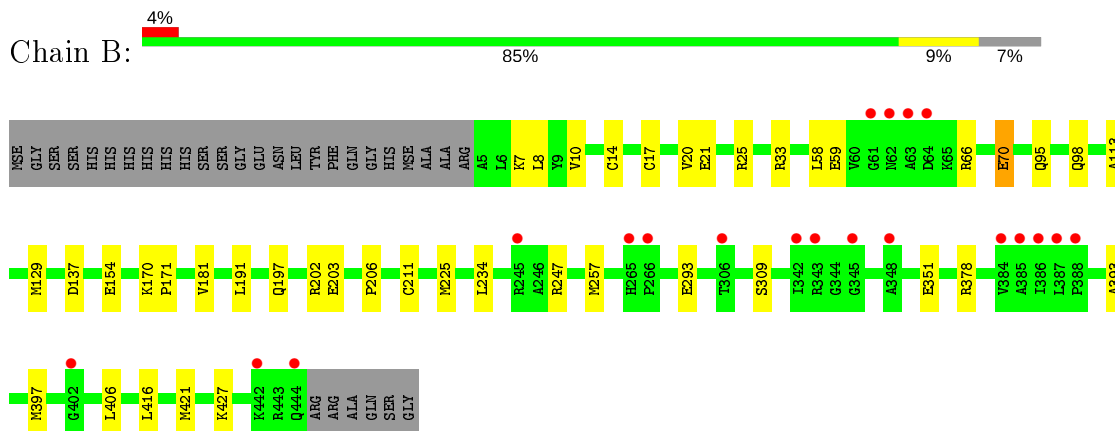 4%
Chain B:
85% 9% 7%
MSE GLY SER SER HIS HIS HIS HIS HIS HIS SER SER GLY GLU ASN LEU TYR PHE GLN GLY HIS MSE ALA ALA ARG A5 L6 K7 L8 Y9 V10 C14 C17 V20 E21 R25 R33 L58 E59 V60 G61 N62 A63 D64 K65 R66 E70 Q95 Q98 A113
M129 D137 E154 K170 P171 V181 L191 Q197 R202 E203 P206 C211 M225 L234 R245 A246 R247 M257 H265 P266 E293 T306 S309 I342 R343 G344 G345 A348 E351 R378 V384 A385 I386 L387 P388 A393
M397 G402 L406 L416 M421 K427 K442 R443 Q444 ARG ARG ALA GLN SER GLY